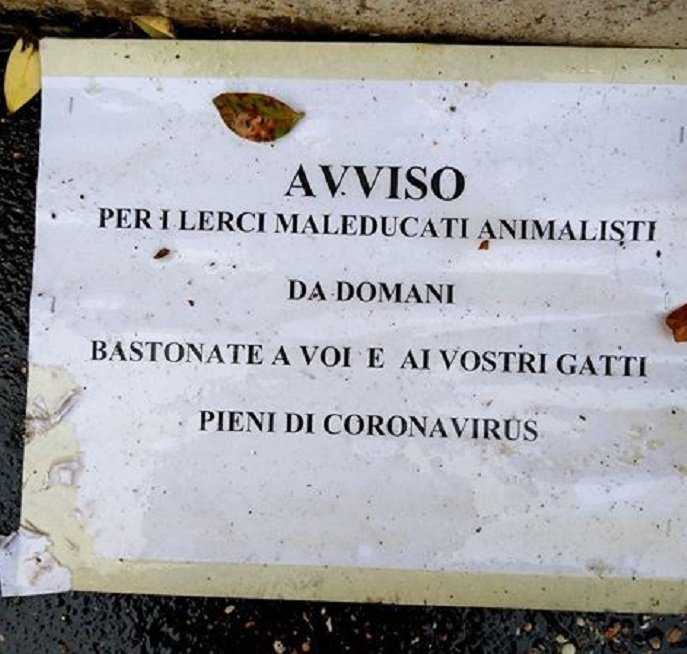 AVVISO
PER I LERCI MALEDUCATI ANIMALISTI
DA DOMANI
BASTONATE A VOI E AI VOSTRI GATTI
PIENI DI CORONAVIRUS